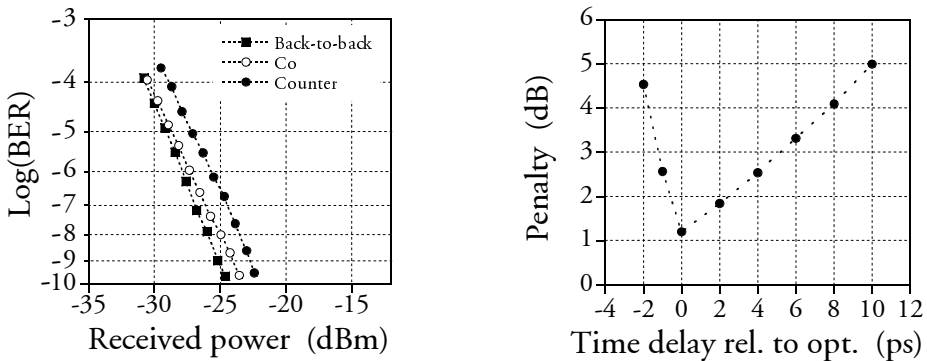 -3
-4
-5
-6
-7
-8
-9
-10
Log(BER)
Back-to-back
Co
Counter
-35 -30 -25 -20 -15
Received power (dBm)
6
5
4
3
2
1
0
Penalty (dB)
-4 -2 0 2 4 6 8 10 12
Time delay rel. to opt. (ps)